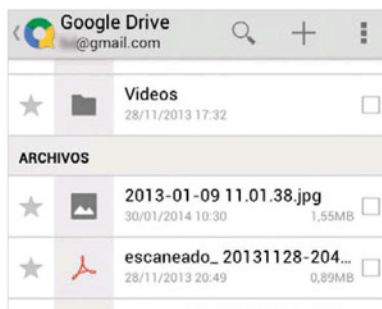 Google Drive
@gmail.com
Videos
28/11/2013 17:32
ARCHIVOS
2013-01-09 11.01.38.jpg
30/01/2014 10:30 1,55MB
escaneado_ 20131128-204...
28/11/2013 20:49 0,89MB